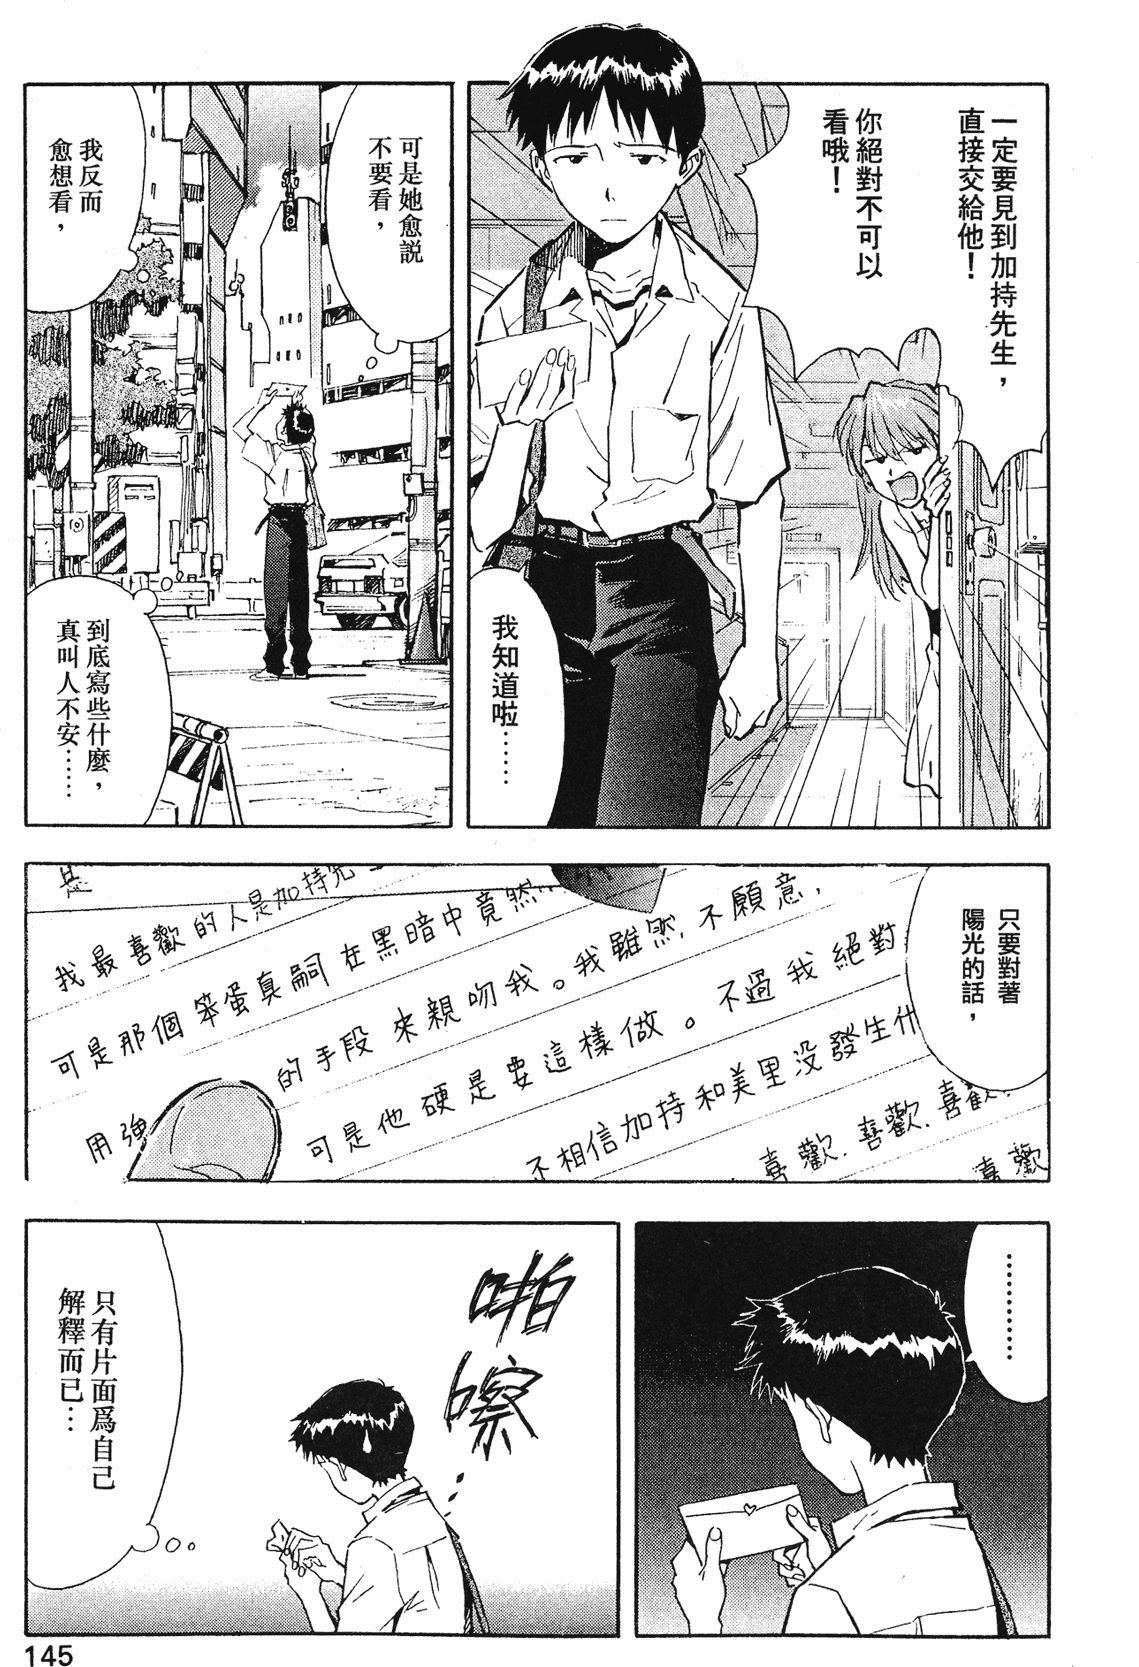 一定要見到加持先生，
直接交給他！
你絕對不可以
看哦！
我知道啦……
可是她愈說
不要看，
我反而
愈想看，
到底寫些什麼，
真叫人不安……
只要對著
陽光的話，
我最喜歡的人是加持先
可是那個笨蛋真嗣在黑暗中竟然…
用強的手段來親吻我。我雖然不願意，
可是他硬是要這樣做。不過我絕對
不相信加持和美里没發生什
喜歡.喜歡.喜歡.
喜歡
…………
啪
嚓
…
只有片面爲自己
解釋而已…
145